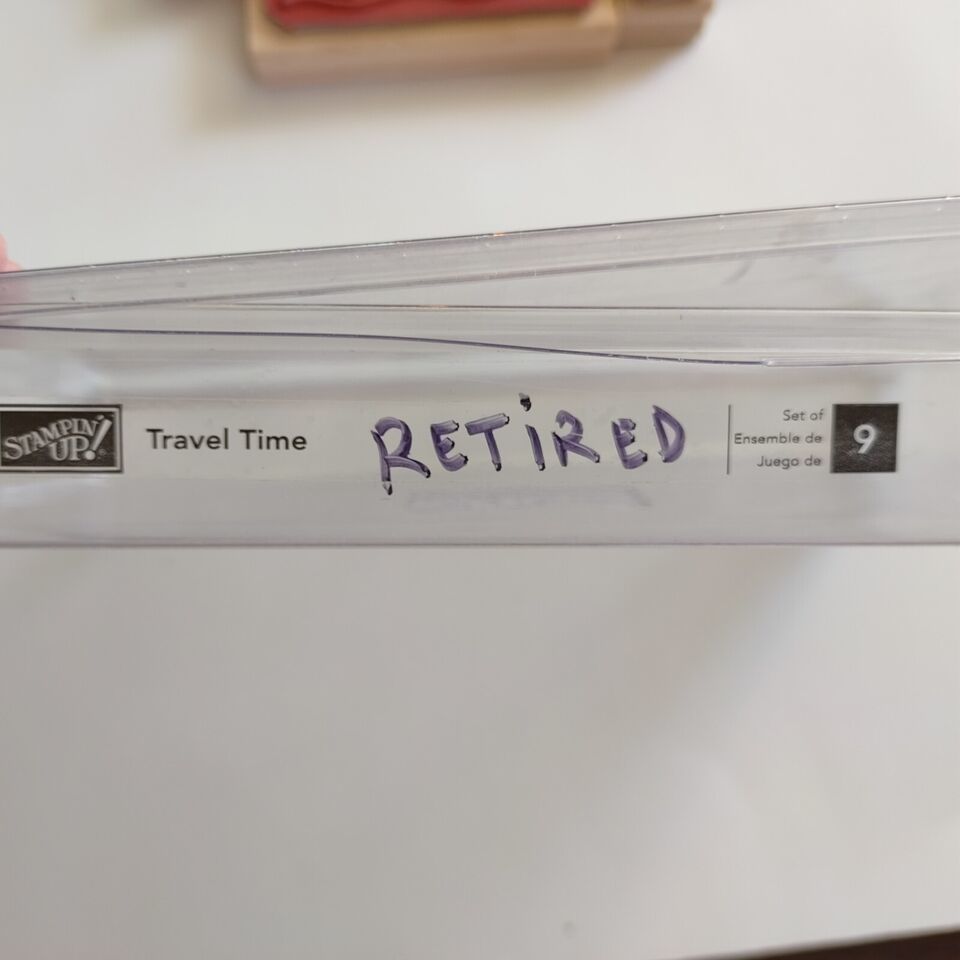 STAMPIN' UP!®
Travel Time
RETiRED
Set of
Ensemble de
Juego de
9